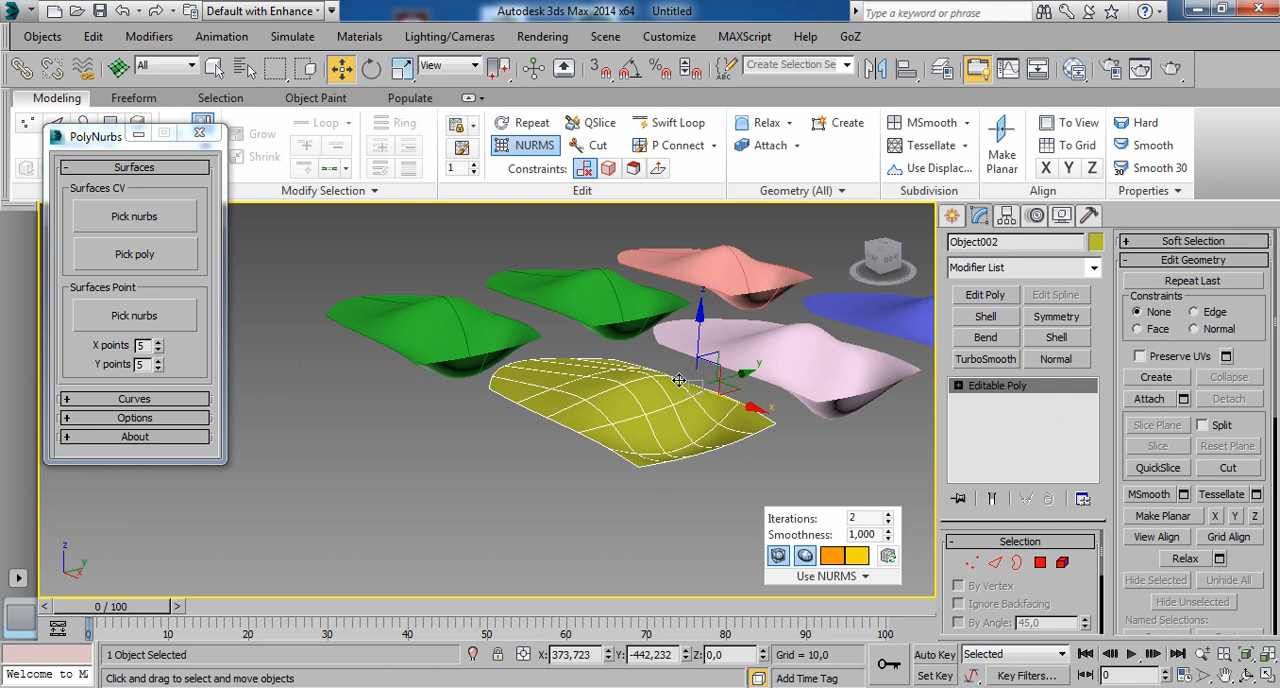 Default with Enhance
Autodesk 3ds Max 2014 x64 Untitled
Type a keyword or phrase
Objects Edit Modifiers Animation Simulate Materials Lighting/Cameras Rendering Scene Customize MAXScript Help GoZ
All
View
Create Selection Se
Modeling Freeform Selection Object Paint Populate
PolyNurbs
Surfaces
Surfaces CV
Pick nurbs
Pick poly
Surfaces Point
Pick nurbs
X points 5
Y points 5
Curves
Options
About
Grow
Shrink
Loop
Ring
Modify Selection
Repeat QSlice Swift Loop
NURMS Cut P Connect
1 Constraints:
Edit
Relax Create
Attach
Geometry (All)
MSmooth
Tessellate
Use Displac...
Subdivision
Make
Planar
To View
To Grid
X Y Z
Align
Hard
Smooth
Smooth 30
Properties
z
y
x
Iterations: 2
Smoothness: 1,000
Use NURMS
z
y
x
Object002
Modifier List
Edit Poly Edit Spline
Shell Symmetry
Bend Shell
TurboSmooth Normal
Editable Poly
Selection
By Vertex
Ignore Backfacing
By Angle: 45,0
Soft Selection
Edit Geometry
Repeat Last
Constraints
None Edge
Face Normal
Preserve UVs
Create Collapse
Attach Detach
Slice Plane Split
Slice Reset Plane
QuickSlice Cut
MSmooth Tessellate
Make Planar X Y Z
View Align Grid Align
Relax
Hide Selected Unhide All
Hide Unselected
Named Selections:
0 / 100
0 10 20 30 40 50 60 70 80 90 100
1 Object Selected X: 373,723 Y: -442,232 Z: 0,0 Grid = 10,0 Auto Key Selected
Welcome to M Click and drag to select and move objects Add Time Tag Set Key Key Filters... 0